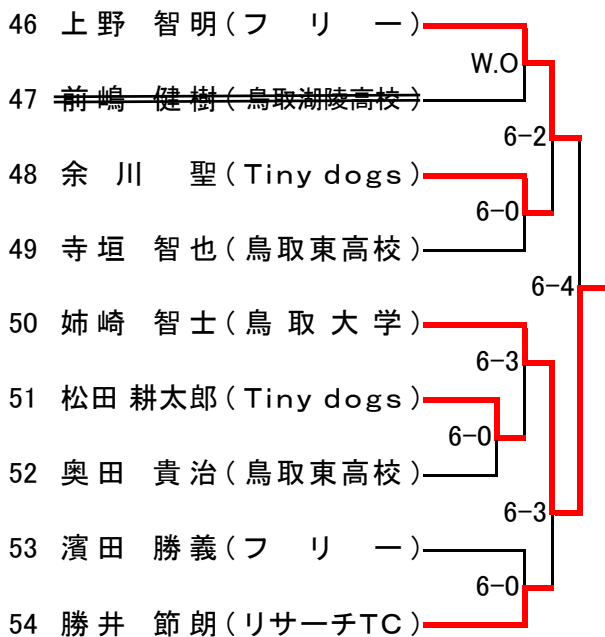 46 上野 智明(フリー)
W.O
47 前嶋 健樹(鳥取湖陵高校)
6-2
48 余川 聖(Tiny dogs)
6-0
49 寺垣 智也(鳥取東高校)
6-4
50 姉崎 智士(鳥取大学)
6-3
51 松田 耕太郎(Tiny dogs)
6-0
52 奥田 貴治(鳥取東高校)
6-3
53 濱田 勝義(フリー)
6-0
54 勝井 節朗(リサーチTC)